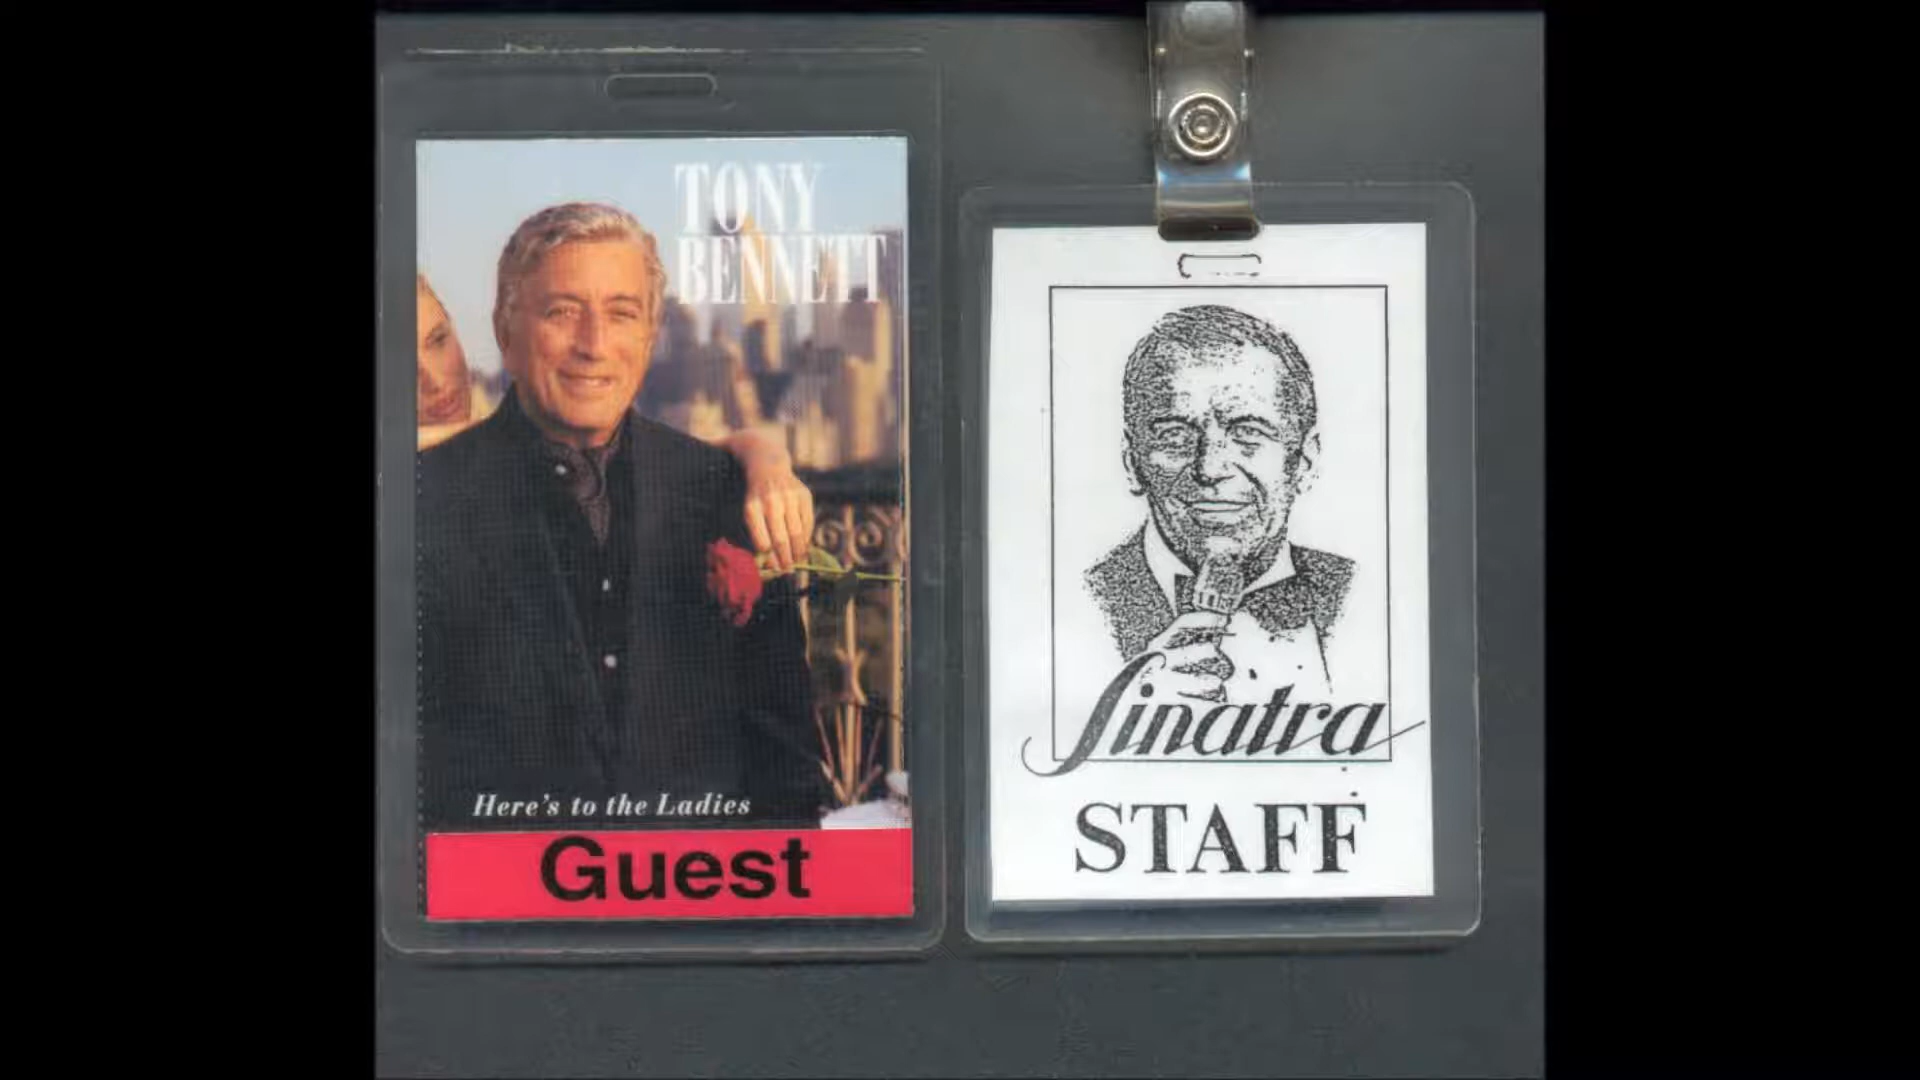 TONY
BENNETT
Here's to the Ladies
Guest
Sinatra
STAFF